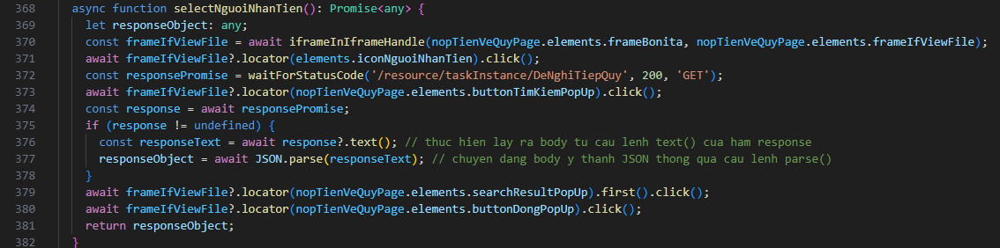 368 async function selectNguoiNhanTien(): Promise<any> {
369 let responseObject: any;
370 const frameIfViewFile = await iframeInIframeHandle(nopTienVeQuyPage.elements.frameBonita, nopTienVeQuyPage.elements.frameIfViewFile);
371 await frameIfViewFile?.locator(elements.iconNguoiNhanTien).click();
372 const responsePromise = waitForStatusCode('/resource/taskInstance/DeNghiTiepQuy', 200, 'GET');
373 await frameIfViewFile?.locator(nopTienVeQuyPage.elements.buttonTimKiemPopUp).click();
374 const response = await responsePromise;
375 if (response != undefined) {
376 const responseText = await response?.text(); // thuc hien lay ra body tu cau lenh text() cua ham response
377 responseObject = await JSON.parse(responseText); // chuyen dang body y thanh JSON thong qua cau lenh parse()
378 }
379 await frameIfViewFile?.locator(nopTienVeQuyPage.elements.searchResultPopUp).first().click();
380 await frameIfViewFile?.locator(nopTienVeQuyPage.elements.buttonDongPopUp).click();
381 return responseObject;
382 }